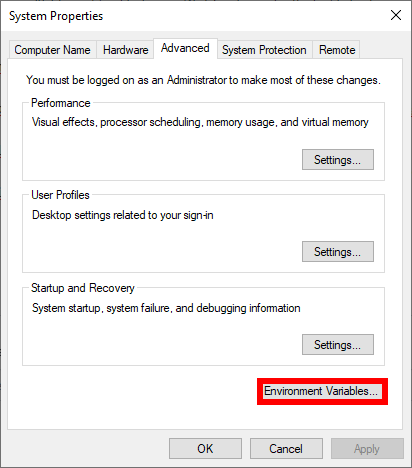 System Properties
Computer Name
Hardware
Advanced
System Protection
Remote
You must be logged on as an Administrator to make most of these changes.
Performance
Visual effects, processor scheduling, memory usage, and virtual memory
Settings...
User Profiles
Desktop settings related to your sign-in
Settings...
Startup and Recovery
System startup, system failure, and debugging information
Settings...
Environment Variables...
OK
Cancel
Apply